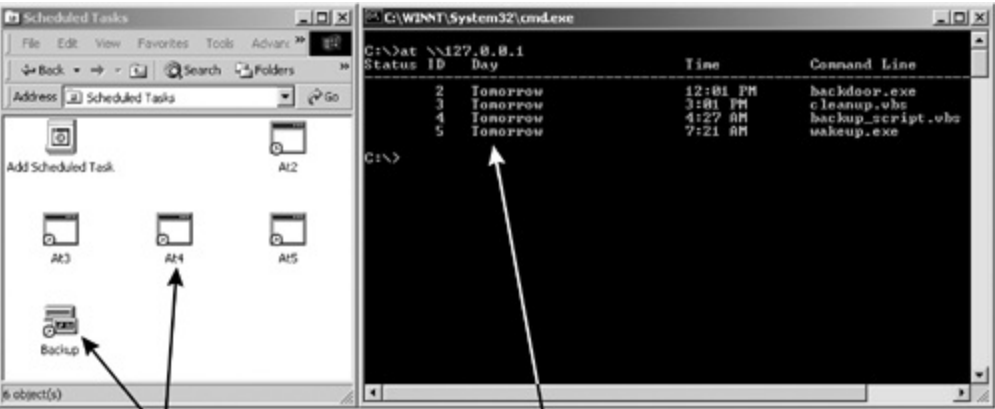 Scheduled Tasks
File Edit View Favorites Tools Advanc »
Back Search Folders »
Address Scheduled Tasks Go
Add Scheduled Task
At2
At3
At4
At5
Backup
6 object(s)
C:\WINNT\System32\cmd.exe
C:\>at \\127.0.0.1
Status ID Day Time Command Line
2 Tomorrow 12:01 PM backdoor.exe
3 Tomorrow 3:01 PM cleanup.vbs
4 Tomorrow 4:27 AM backup_script.vbs
5 Tomorrow 7:21 AM wakeup.exe
C:\>